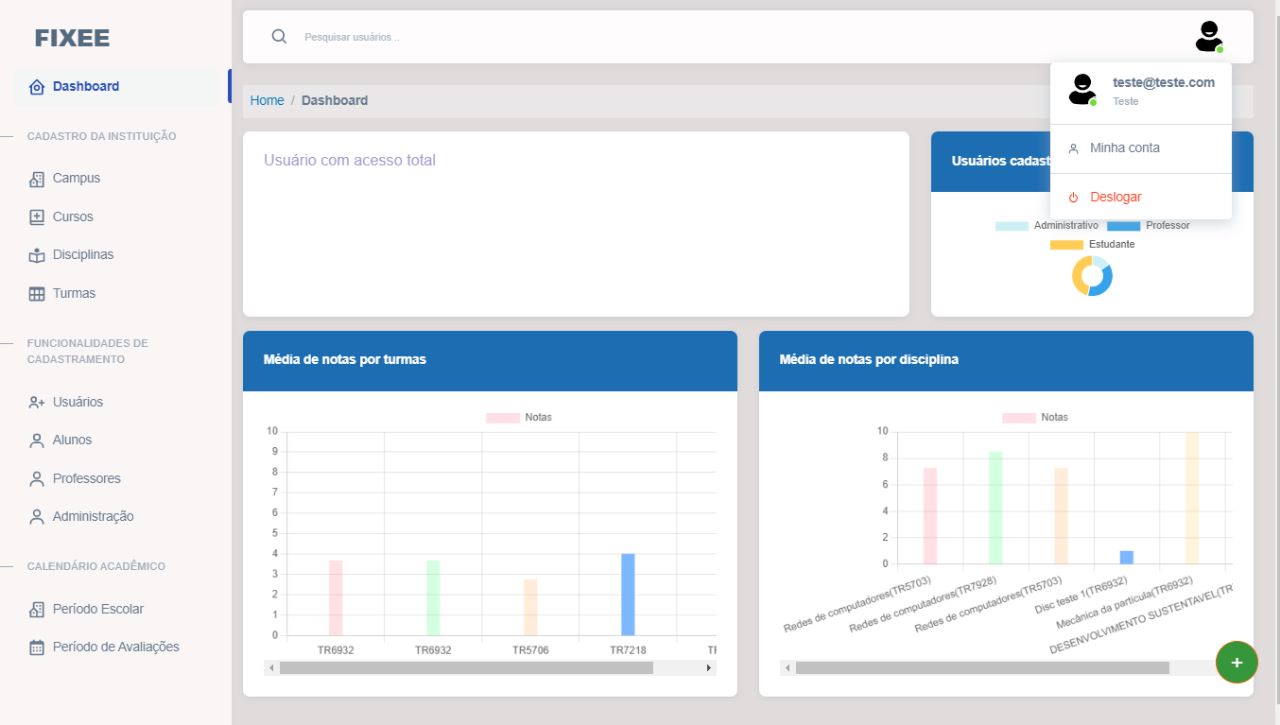 FIXEE
Dashboard
CADASTRO DA INSTITUIÇÃO
Campus
Cursos
Disciplinas
Turmas
FUNCIONALIDADES DE
CADASTRAMENTO
Usuários
Alunos
Professores
Administração
CALENDÁRIO ACADÊMICO
Período Escolar
Período de Avaliações
Pesquisar usuários ..
teste@teste.com
Teste
Minha conta
Deslogar
Home / Dashboard
Usuário com acesso total
Usuários cadast
Administrativo Professor
Estudante
Média de notas por turmas
Notas
10
9
8
7
6
5
4
3
2
1
0
TR6932 TR6932 TR5706 TR7218
Média de notas por disciplina
Notas
10
8
6
4
2
0
Redes de computadores(TR5703)
Redes de computadores(TR7928)
Redes de computadores(TR5703)
Disc teste 1(TR6932)
Mecânica da partícula(TR6932)
DESENVOLVIMENTO SUSTENTAVEL(TR
+